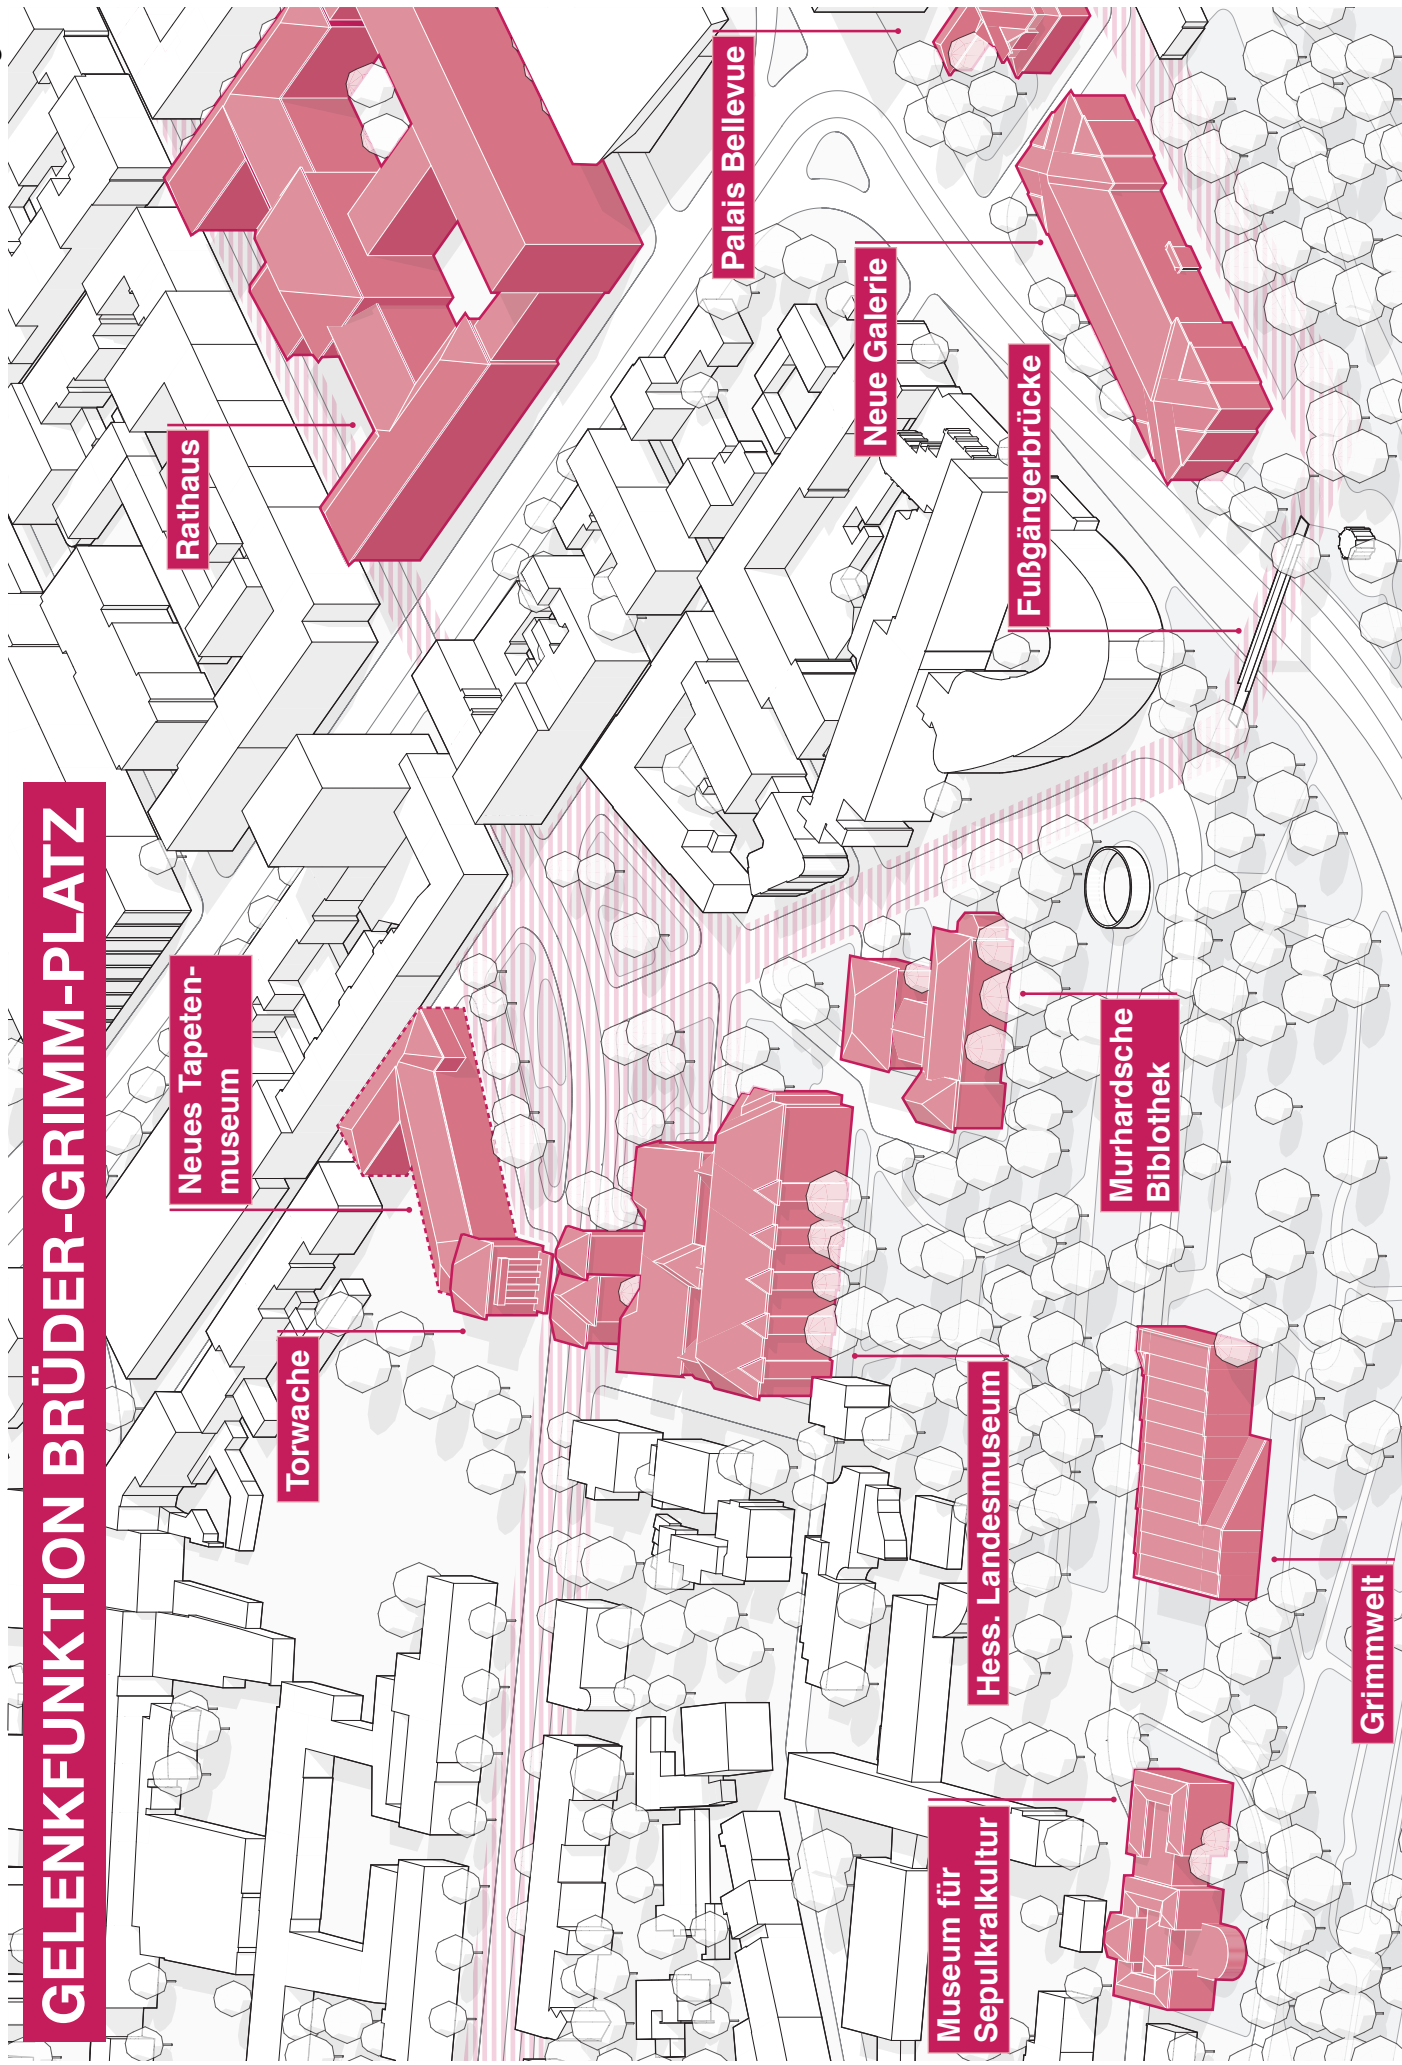 GELENKFUNKTION BRÜDER-GRIMM-PLATZ
Neues Tapeten-
museum
Rathaus
Torwache
Palais Bellevue
Neue Galerie
Fußgängerbrücke
Museum für
Sepulkralkultur
Hess. Landesmuseum
Murhardsche
Biblothek
Grimmwelt